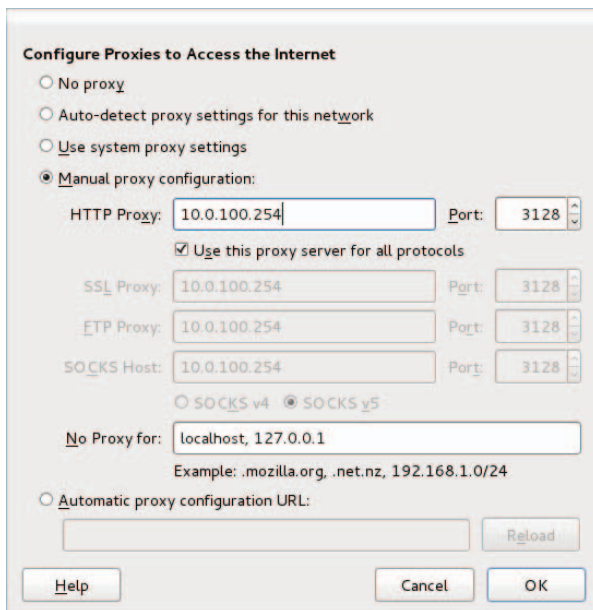 Configure Proxies to Access the Internet
No proxy
Auto-detect proxy settings for this network
Use system proxy settings
Manual proxy configuration:
HTTP Proxy: 10.0.100.254 Port: 3128
Use this proxy server for all protocols
SSL Proxy: 10.0.100.254 Port: 3128
FTP Proxy: 10.0.100.254 Port: 3128
SOCKS Host: 10.0.100.254 Port: 3128
SOCKS v4 SOCKS v5
No Proxy for: localhost, 127.0.0.1
Example: .mozilla.org, .net.nz, 192.168.1.0/24
Automatic proxy configuration URL:
Reload
Help Cancel OK